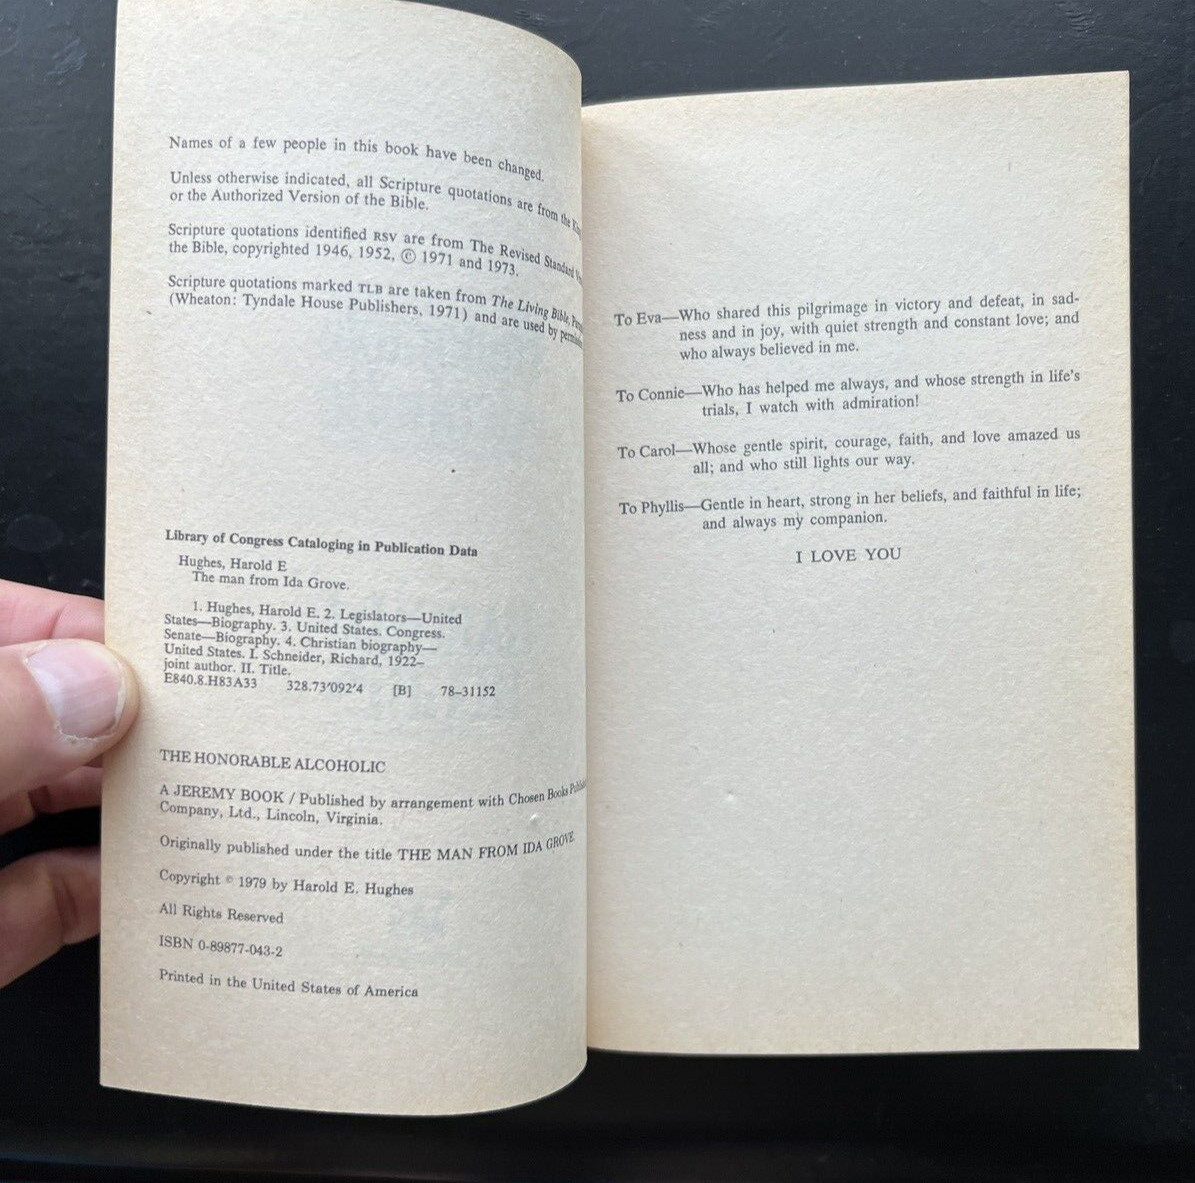 Names of a few people in this book have been changed.
Unless otherwise indicated, all Scripture quotations are from the
or the Authorized Version of the Bible.
Scripture quotations identified RSV are from The Revised Standard
the Bible, copyrighted 1946, 1952, © 1971 and 1973.
Scripture quotations marked TLB are taken from The Living Bible,
(Wheaton: Tyndale House Publishers, 1971) and are used by
Library of Congress Cataloging in Publication Data
Hughes, Harold E
The man from Ida Grove.
1. Hughes, Harold E. 2. Legislators—United
States—Biography. 3. United States. Congress.
Senate—Biography. 4. Christian biography—
United States. I. Schneider, Richard, 1922–
joint author. II. Title.
E840.8.H83A33 328.73'092'4 [B] 78–31152
THE HONORABLE ALCOHOLIC
A JEREMY BOOK / Published by arrangement with Chosen Books
Company, Ltd., Lincoln, Virginia.
Originally published under the title THE MAN FROM IDA GROVE
Copyright © 1979 by Harold E. Hughes
All Rights Reserved
ISBN 0-89877-043-2
Printed in the United States of America
To Eva—Who shared this pilgrimage in victory and defeat, in sad-
ness and in joy, with quiet strength and constant love; and
who always believed in me.
To Connie—Who has helped me always, and whose strength in life's
trials, I watch with admiration!
To Carol—Whose gentle spirit, courage, faith, and love amazed us
all; and who still lights our way.
To Phyllis—Gentle in heart, strong in her beliefs, and faithful in life;
and always my companion.
I LOVE YOU